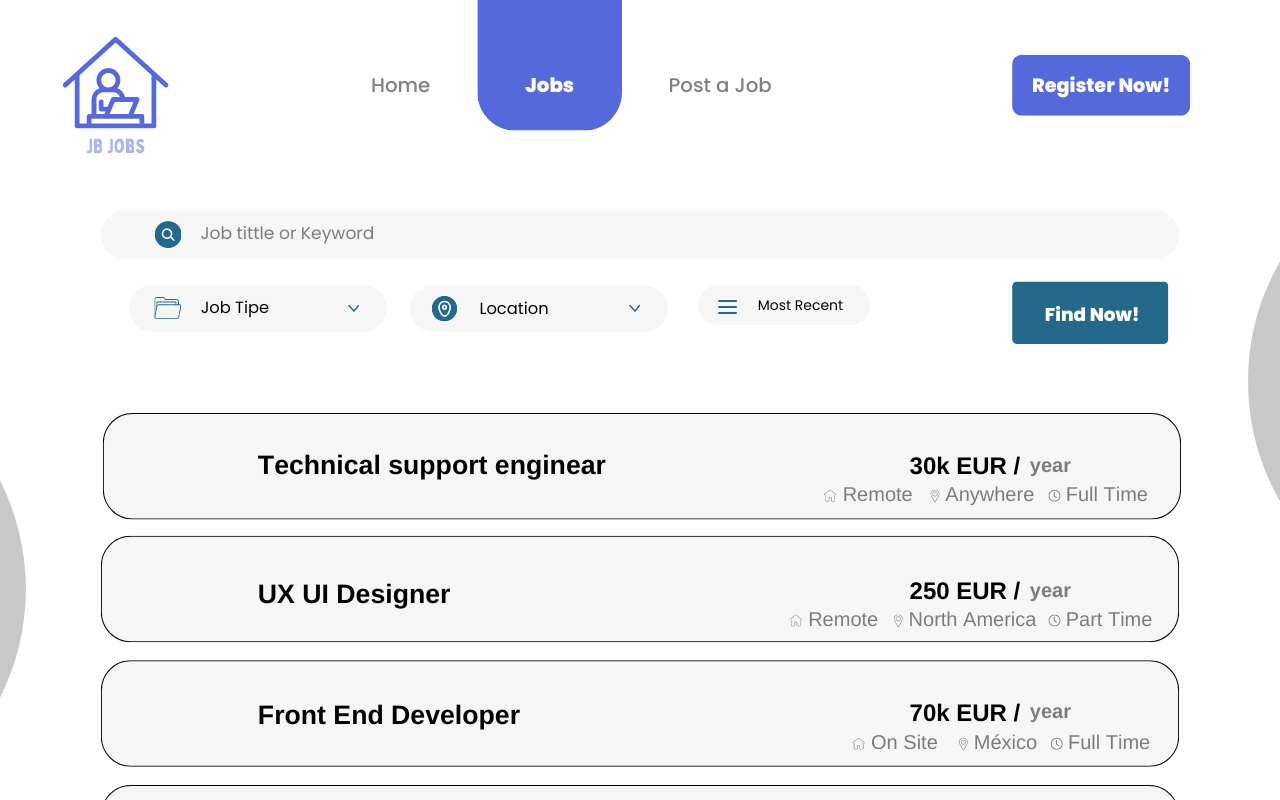 Home
Jobs
Post a Job
Register Now!
JB JOBS
Job tittle or Keyword
Job Tipe
Location
Most Recent
Find Now!
Technical support enginear
30k EUR / year
Remote Anywhere Full Time
UX UI Designer
250 EUR / year
Remote North America Part Time
Front End Developer
70k EUR / year
On Site México Full Time